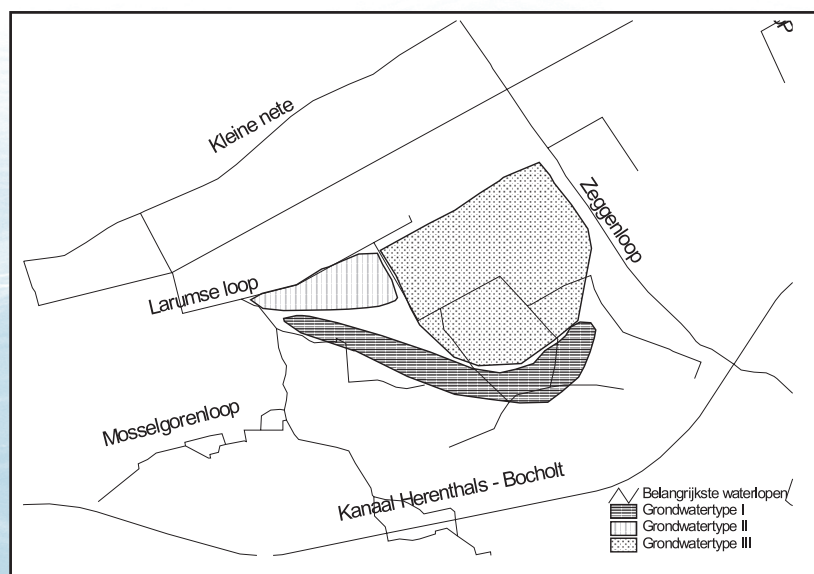 Kleine nete
Zeggenloop
Larumse loop
Mosselgorenloop
Kanaal Herenthals - Bocholt
Belangrijkste waterlopen
Grondwatertype I
Grondwatertype II
Grondwatertype III